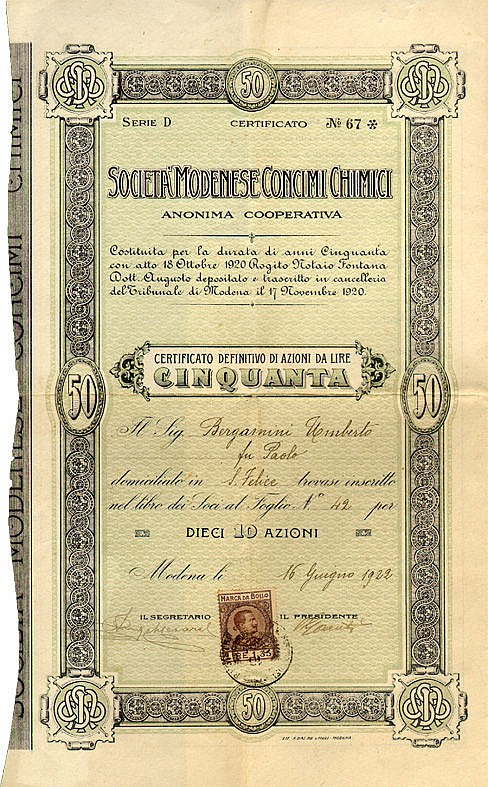 50
SERIE D CERTIFICATO No 67 *
SOCIETÀ MODENESE CONCIMI CHIMICI
ANONIMA COOPERATIVA
Costituita per la durata di anni Cinquanta
con atto 18 Ottobre 1920 Rogito Notaio Fontana
Dott. Augusto depositato e trascritto in cancelleria
del Tribunale di Modena il 17 Novembre 1920.
CERTIFICATO DEFINITIVO DI AZIONI DA LIRE
CINQUANTA
50
50
Il Sig. Bergamini Umberto
fu Paolo
domiciliato in S. Felice trovasi inscritto
nel libro dei Soci al Foglio N.o 42 per
DIECI 10 AZIONI
Modena li 16 Giugno 1922
IL SEGRETARIO
IL PRESIDENTE
MARCA DA BOLLO
50
SOCIETÀ MODENESE CONCIMI CHIMICI